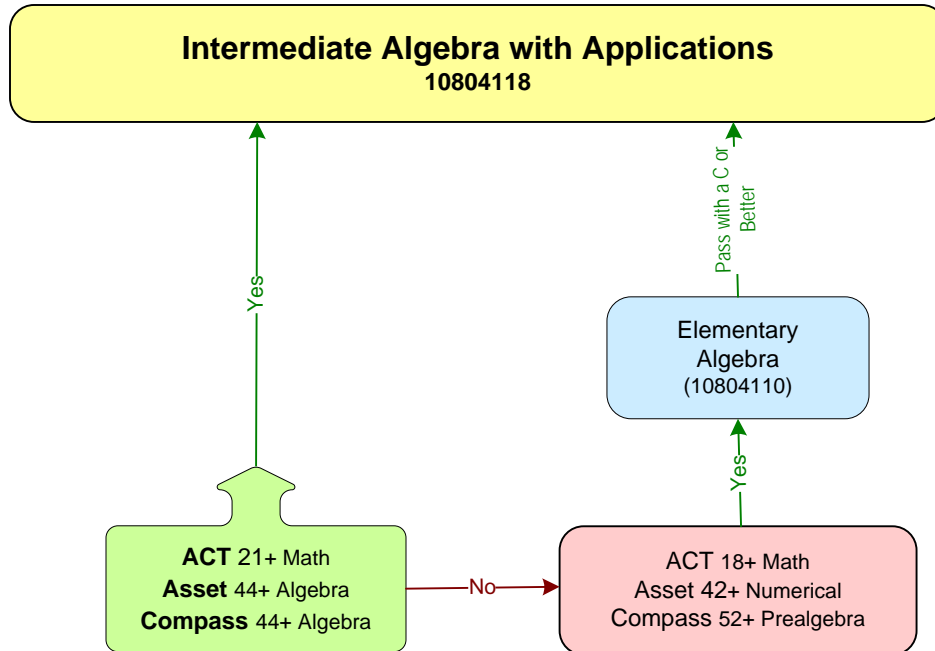 Intermediate Algebra with Applications
10804118
Pass with a C or
Better
Yes
Elementary
Algebra
(10804110)
Yes
ACT 21+ Math
Asset 44+ Algebra
Compass 44+ Algebra
No
ACT 18+ Math
Asset 42+ Numerical
Compass 52+ Prealgebra